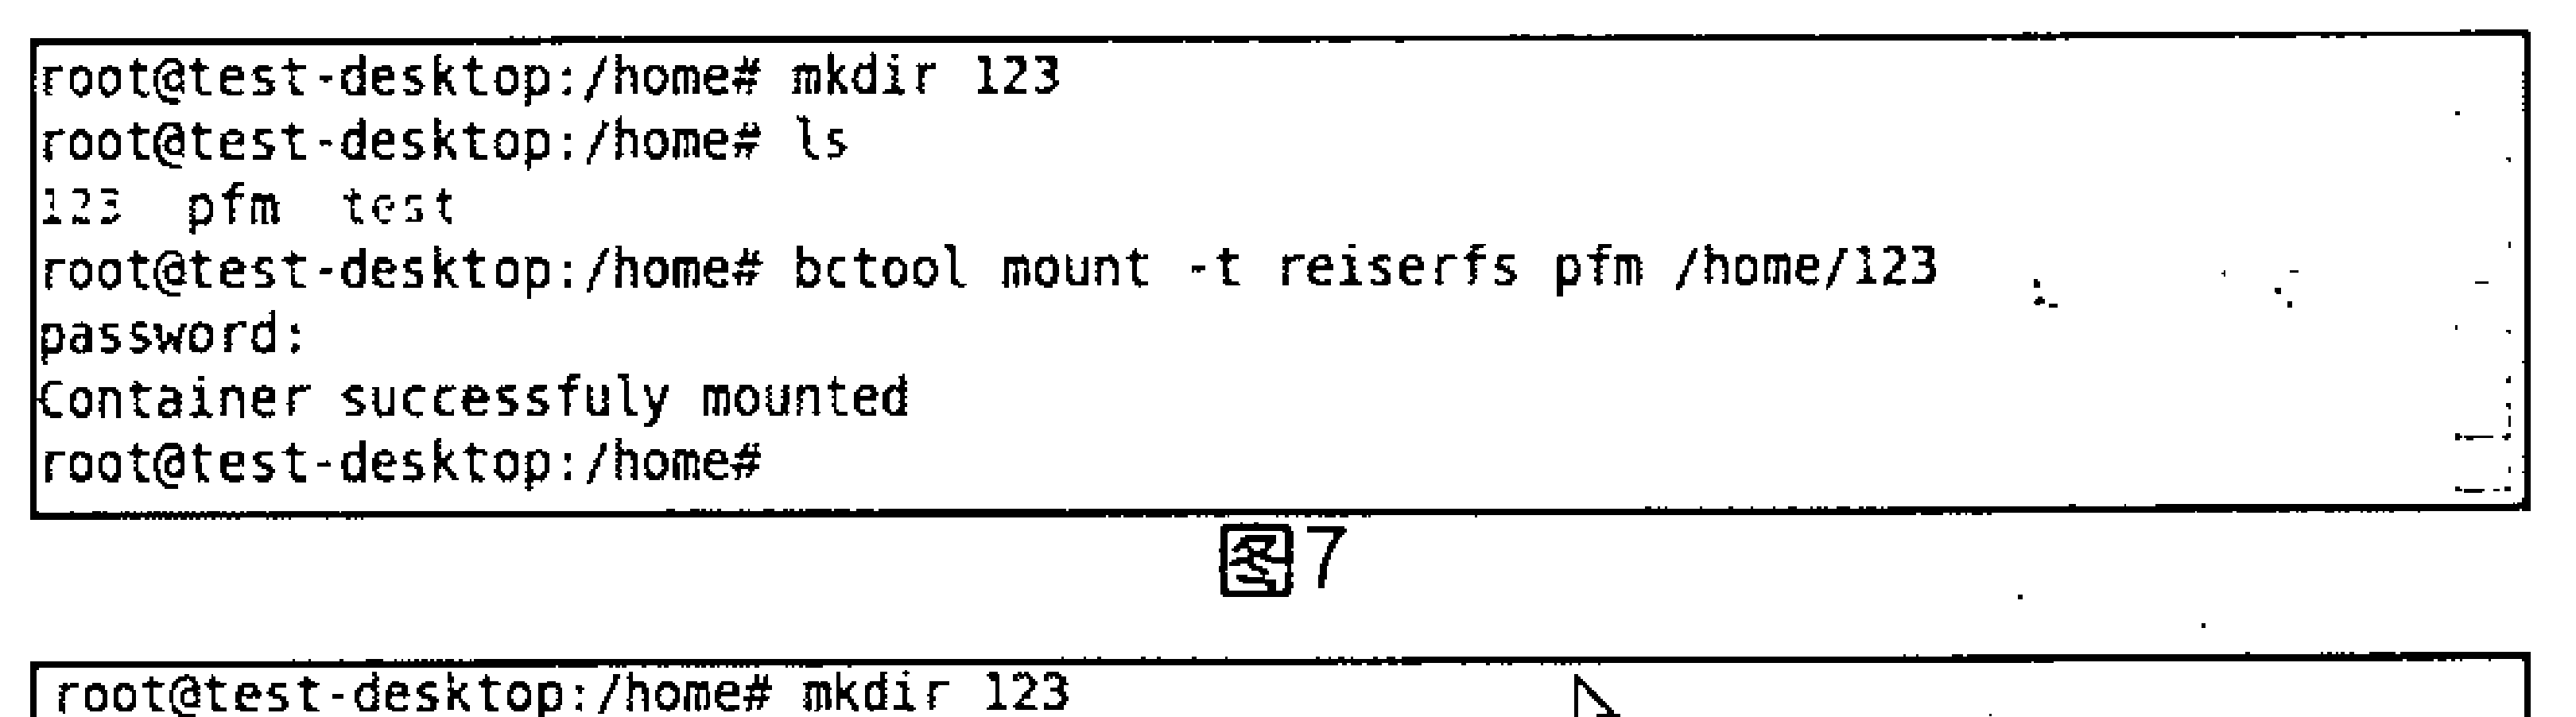 root@test-desktop:/home# mkdir 123
root@test-desktop:/home# ls
123  pfm  test
root@test-desktop:/home# bctool mount -t reiserfs pfm /home/123
password:
Container successfuly mounted
root@test-desktop:/home#
图7
root@test-desktop:/home# mkdir 123